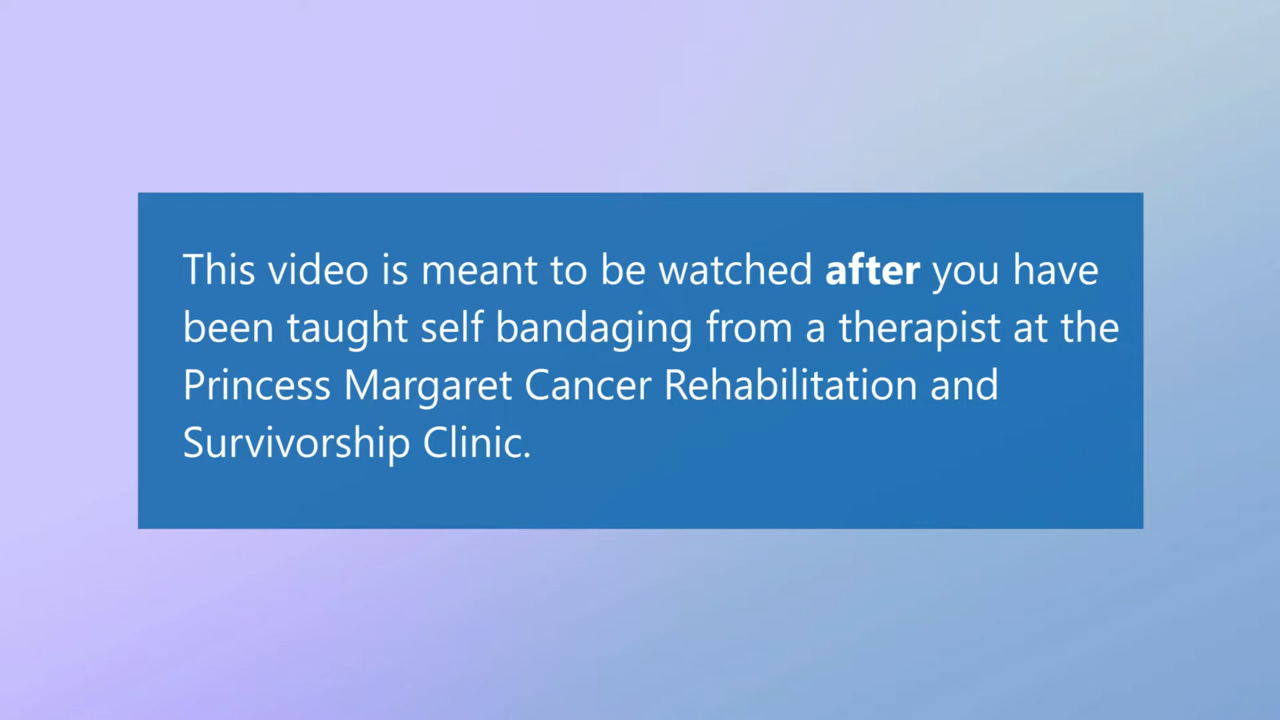 This video is meant to be watched after you have
been taught self bandaging from a therapist at the
Princess Margaret Cancer Rehabilitation and
Survivorship Clinic.